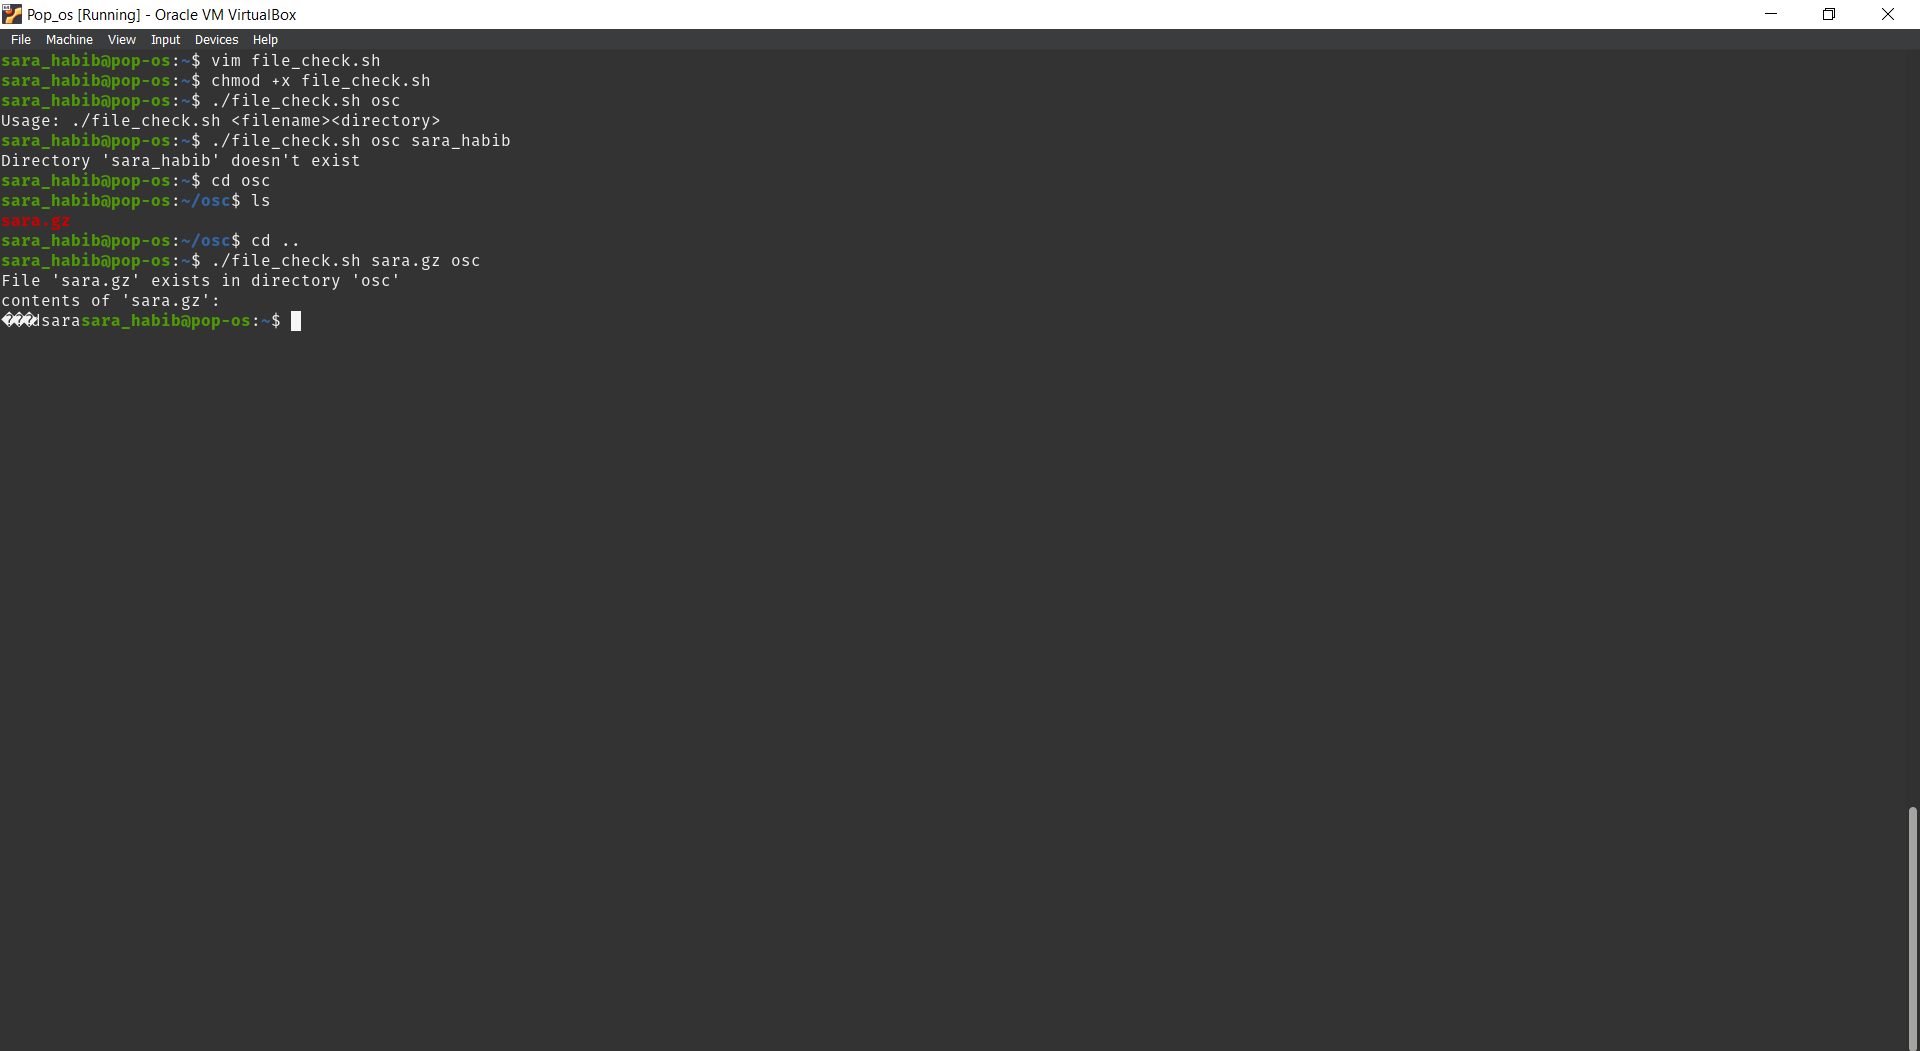 Pop_os [Running] - Oracle VM VirtualBox
File Machine View Input Devices Help
sara_habib@pop-os:~$ vim file_check.sh
sara_habib@pop-os:~$ chmod +x file_check.sh
sara_habib@pop-os:~$ ./file_check.sh osc
Usage: ./file_check.sh <filename><directory>
sara_habib@pop-os:~$ ./file_check.sh osc sara_habib
Directory 'sara_habib' doesn't exist
sara_habib@pop-os:~$ cd osc
sara_habib@pop-os:~/osc$ ls
sara.gz
sara_habib@pop-os:~/osc$ cd ..
sara_habib@pop-os:~$ ./file_check.sh sara.gz osc
File 'sara.gz' exists in directory 'osc'
contents of 'sara.gz':
���dsarasara_habib@pop-os:~$